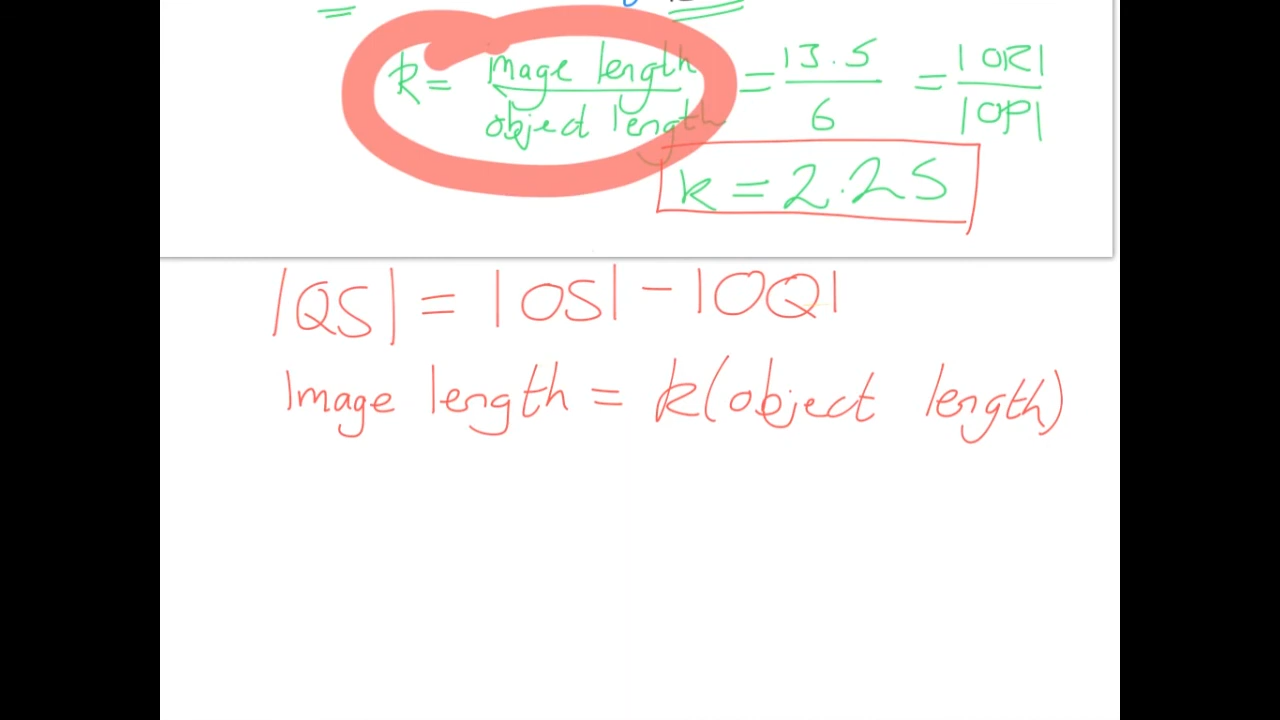 k = image length / object length = 13.5 / 6 = |OR| / |OP|
k = 2.25
|QS| = |OS| - |OQ|
Image length = k(object length)